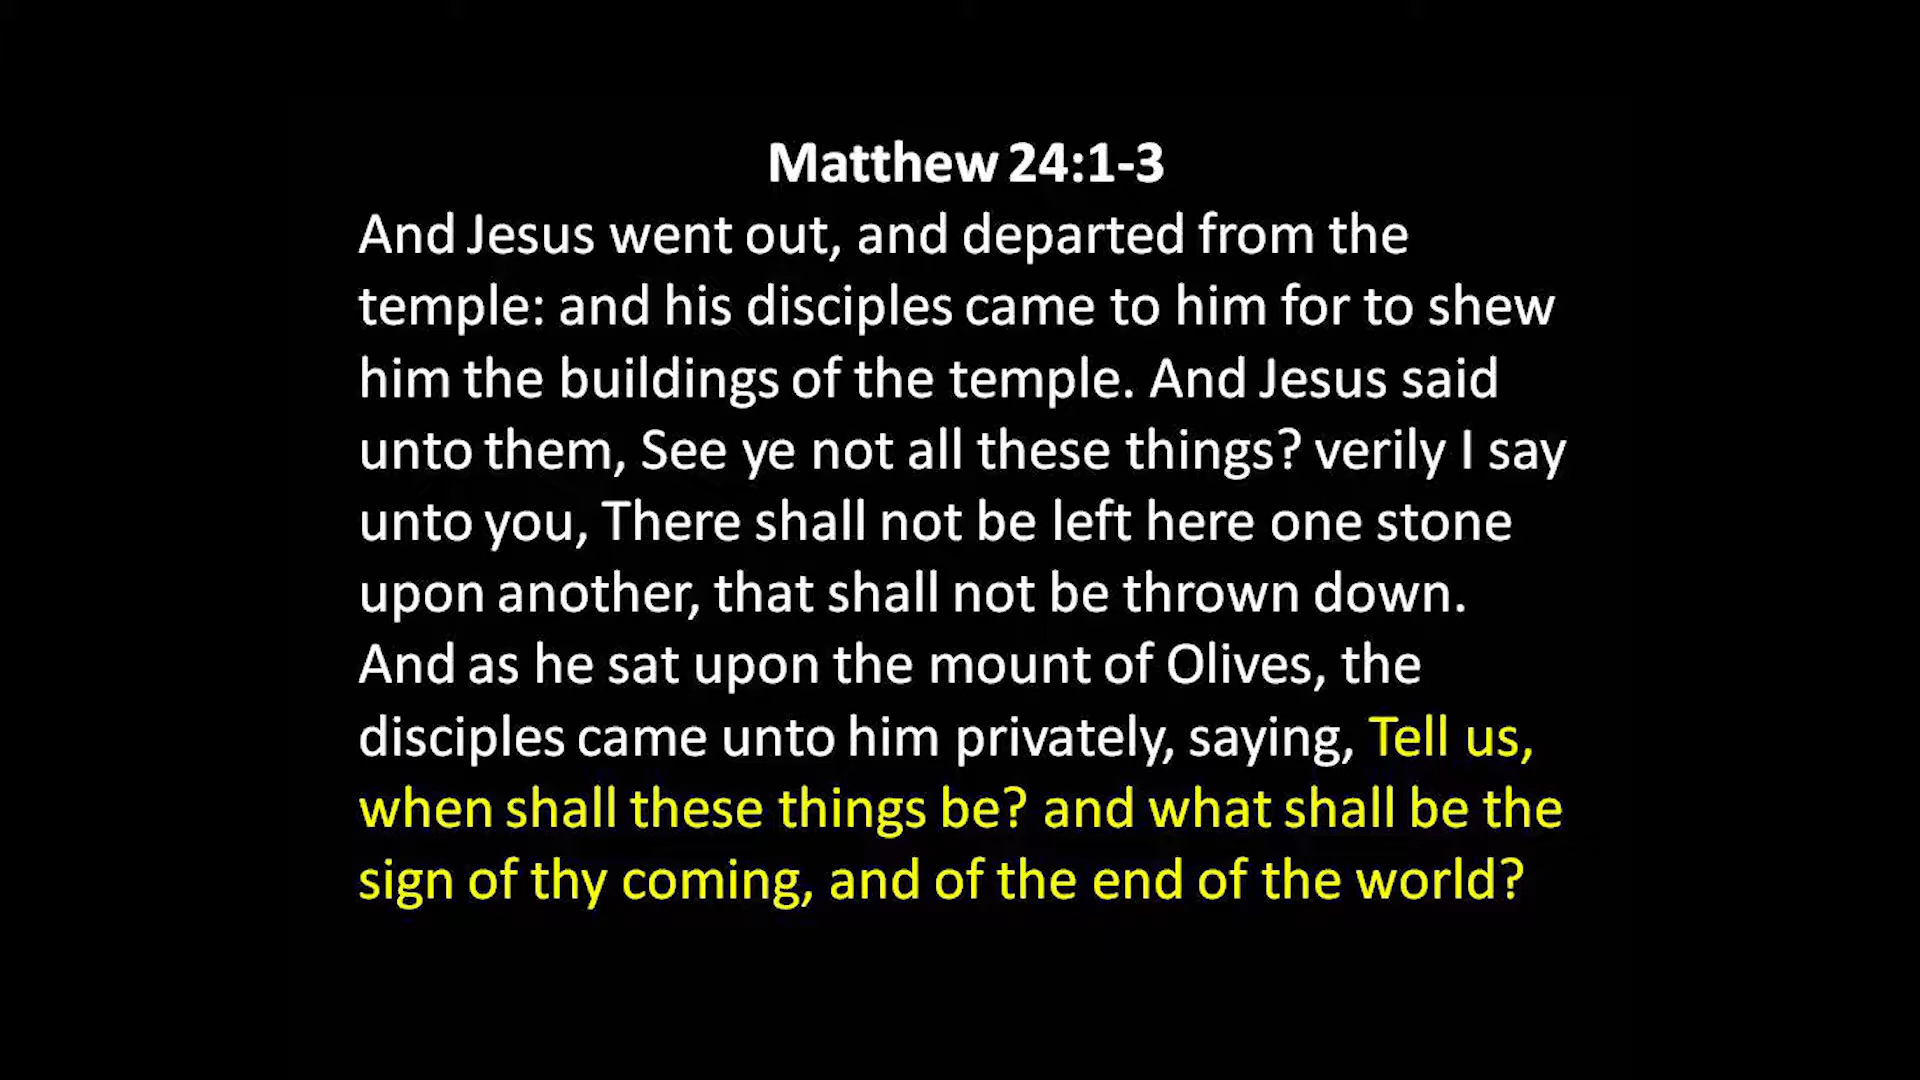 Matthew 24:1-3
And Jesus went out, and departed from the
temple: and his disciples came to him for to shew
him the buildings of the temple. And Jesus said
unto them, See ye not all these things? verily I say
unto you, There shall not be left here one stone
upon another, that shall not be thrown down.
And as he sat upon the mount of Olives, the
disciples came unto him privately, saying, Tell us,
when shall these things be? and what shall be the
sign of thy coming, and of the end of the world?